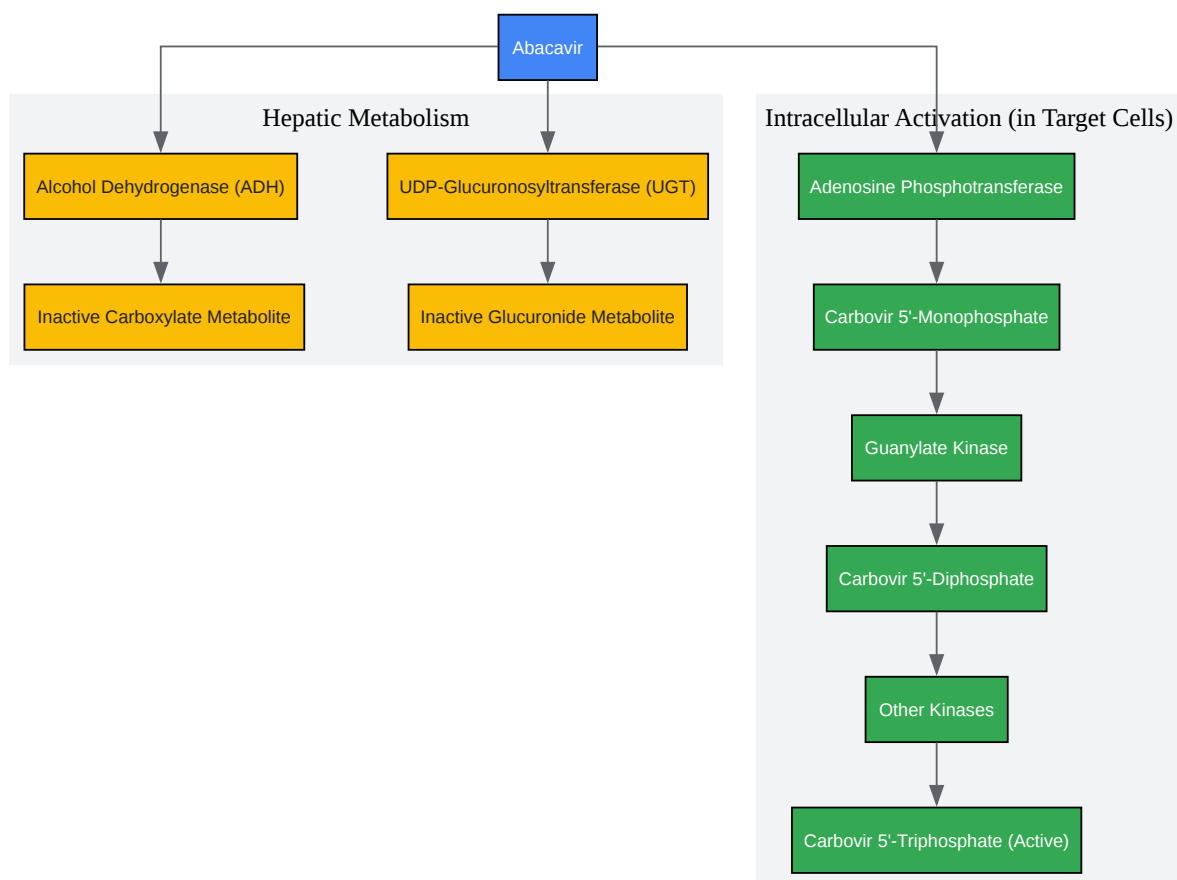 Abacavir
Hepatic Metabolism
Alcohol Dehydrogenase (ADH)
UDP-Glucuronosyltransferase (UGT)
Inactive Carboxylate Metabolite
Inactive Glucuronide Metabolite
Intracellular Activation (in Target Cells)
Adenosine Phosphotransferase
Carbovir 5'-Monophosphate
Guanylate Kinase
Carbovir 5'-Diphosphate
Other Kinases
Carbovir 5'-Triphosphate (Active)